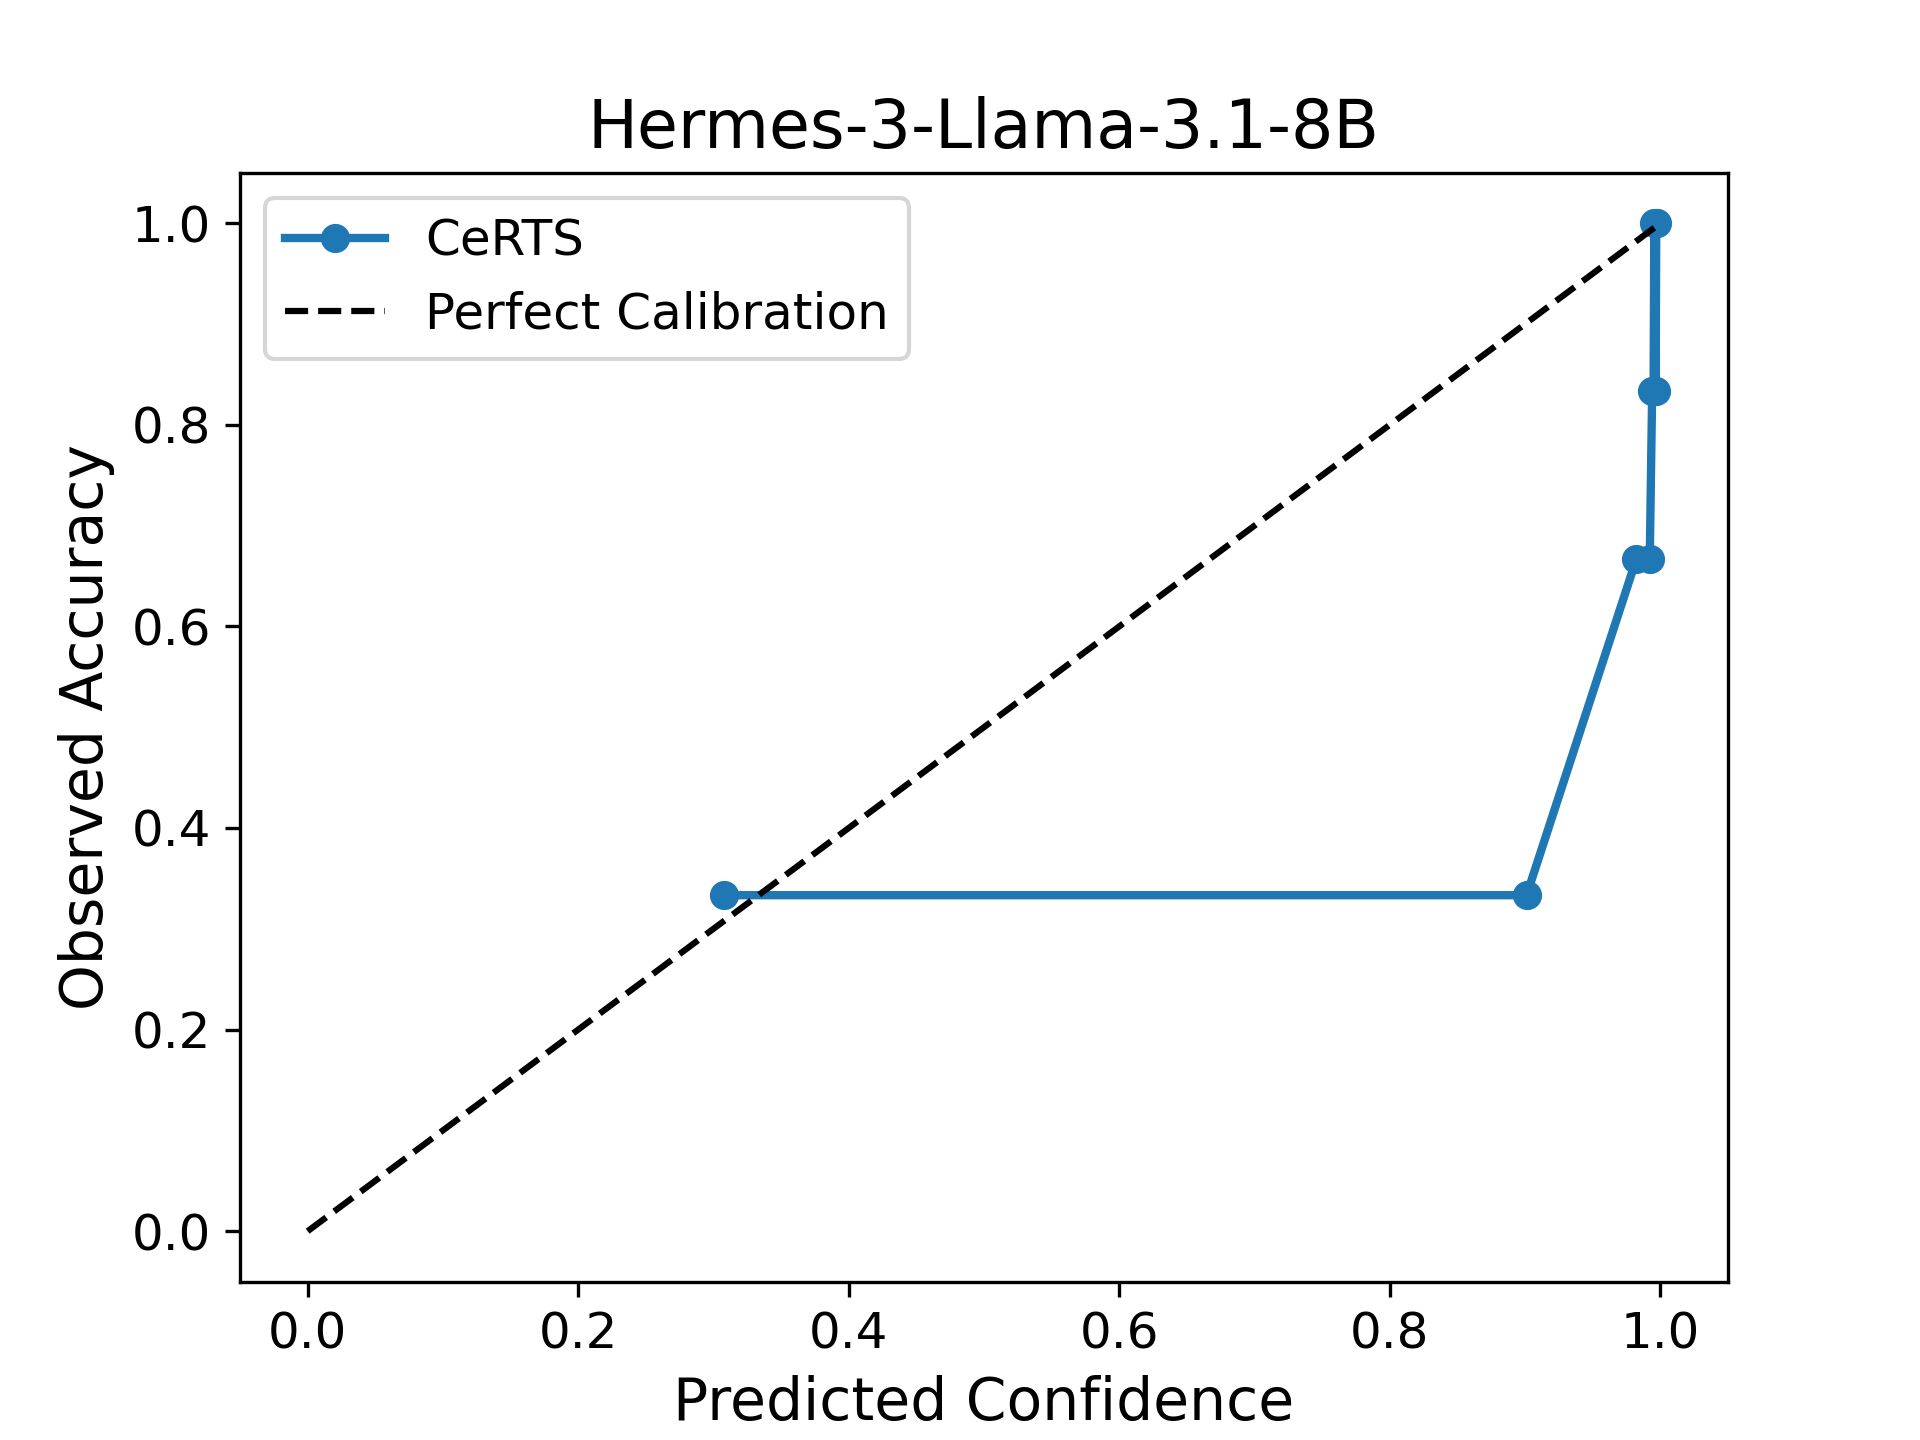 Hermes-3-Llama-3.1-8B
CeRTS
Perfect Calibration
1.0
0.8
0.6
0.4
0.2
0.0
Observed Accuracy
0.0 0.2 0.4 0.6 0.8 1.0
Predicted Confidence